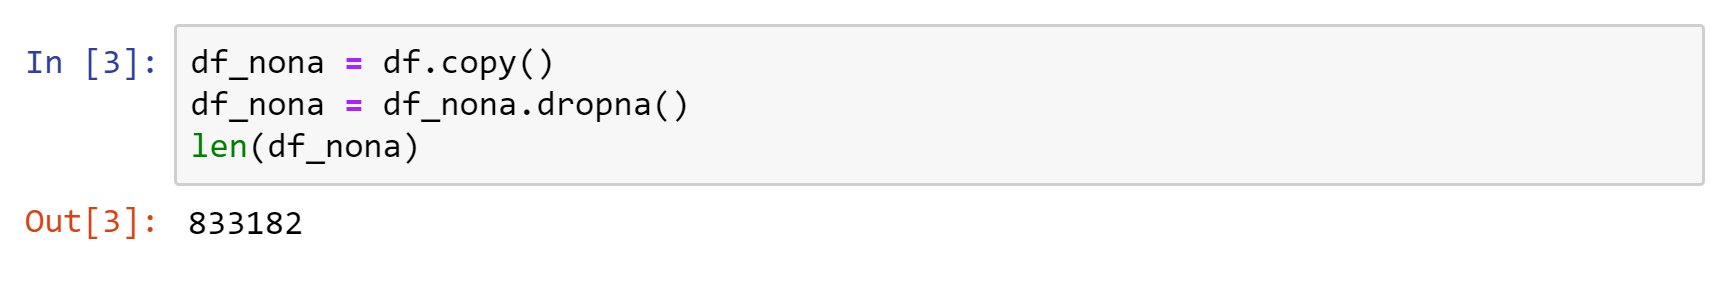 In [3]: df_nona = df.copy()
df_nona = df_nona.dropna()
len(df_nona)
Out[3]: 833182